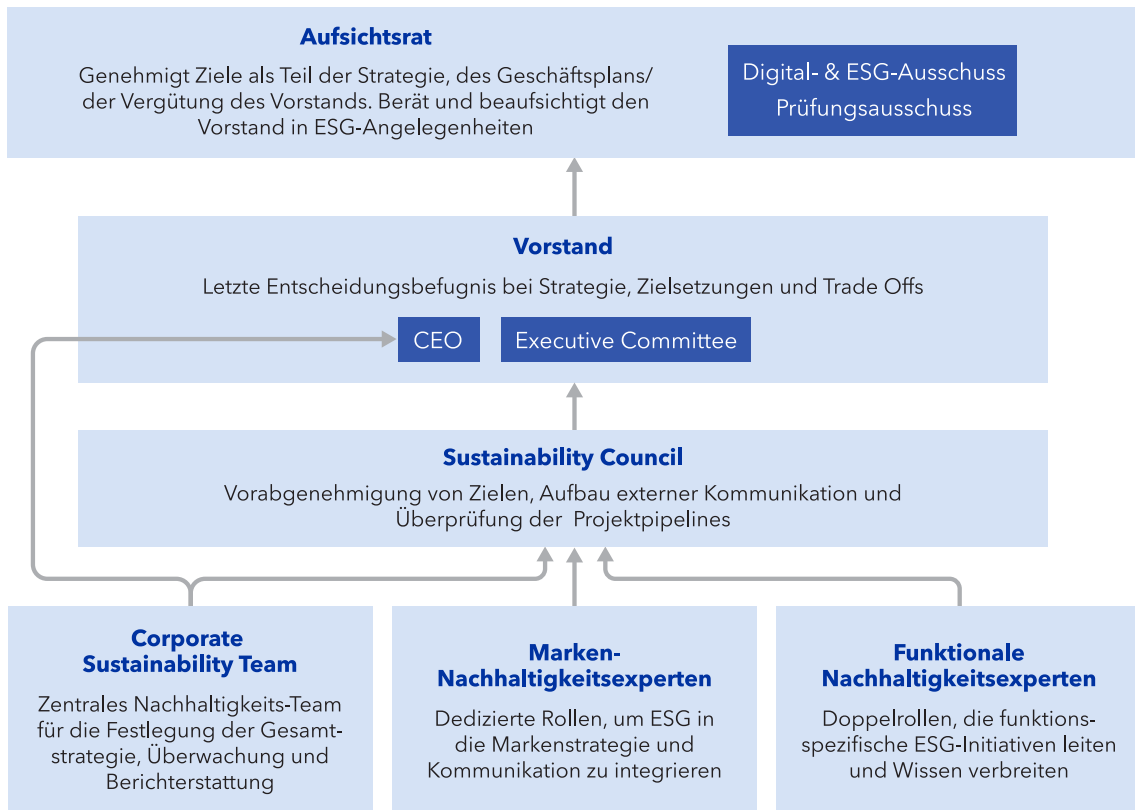 Aufsichtsrat
Genehmigt Ziele als Teil der Strategie, des Geschäftsplans/
der Vergütung des Vorstands. Berät und beaufsichtigt den
Vorstand in ESG-Angelegenheiten
Digital- & ESG-Ausschuss
Prüfungsausschuss
Vorstand
Letzte Entscheidungsbefugnis bei Strategie, Zielsetzungen und Trade Offs
CEO
Executive Committee
Sustainability Council
Vorabgenehmigung von Zielen, Aufbau externer Kommunikation und
Überprüfung der Projektpipelines
Corporate
Sustainability Team
Zentrales Nachhaltigkeits-Team
für die Festlegung der Gesamt-
strategie, Überwachung und
Berichterstattung
Marken-
Nachhaltigkeitsexperten
Dedizierte Rollen, um ESG in
die Markenstrategie und
Kommunikation zu integrieren
Funktionale
Nachhaltigkeitsexperten
Doppelrollen, die funktions-
spezifische ESG-Initiativen leiten
und Wissen verbreiten